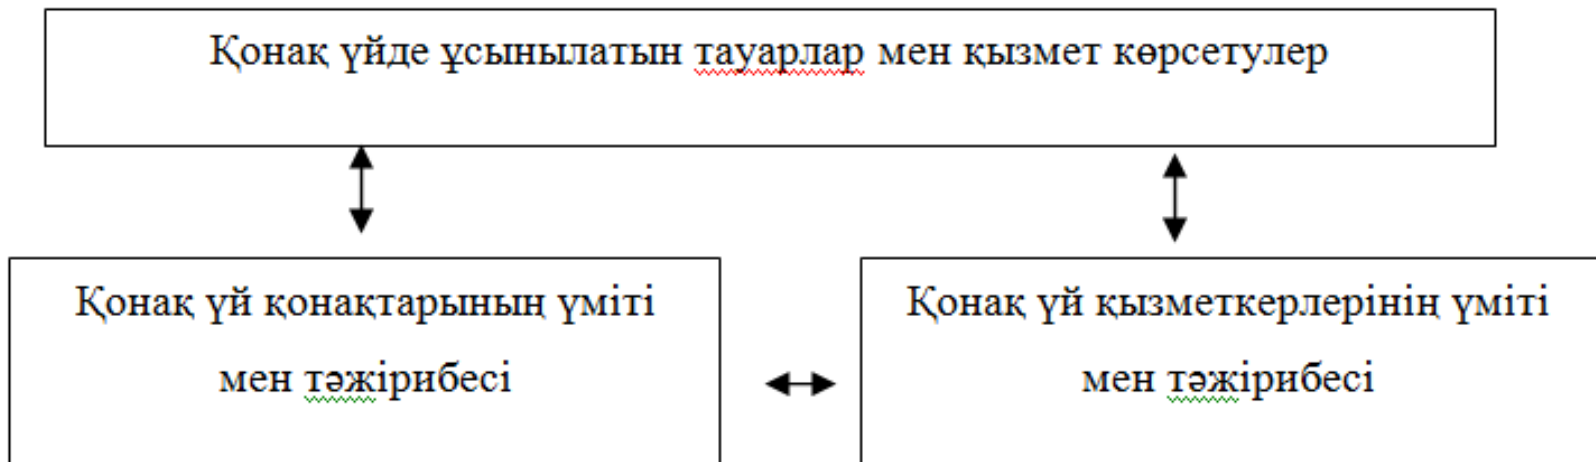 Қонақ үйде ұсынылатын тауарлар мен қызмет көрсетулер
Қонақ үй қонақтарының үміті
мен тәжірибесі
Қонақ үй қызметкерлерінің үміті
мен тәжірибесі